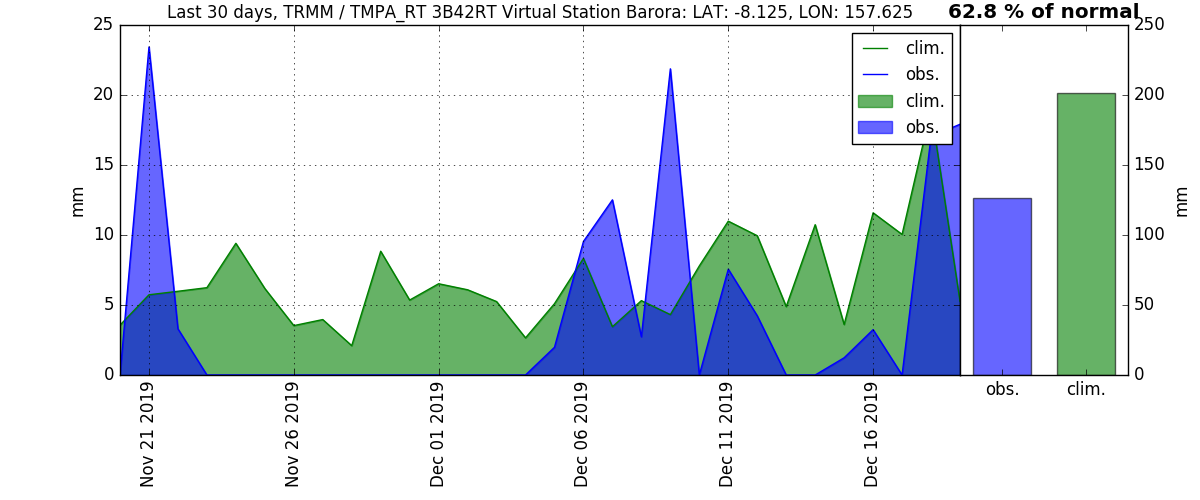 Last 30 days, TRMM / TMPA_RT 3B42RT Virtual Station Barora: LAT: -8.125, LON: 157.625
62.8 % of normal
25
20
15
10
5
0
mm
clim.
obs.
clim.
obs.
250
200
150
100
50
0
mm
Nov 21 2019
Nov 26 2019
Dec 01 2019
Dec 06 2019
Dec 11 2019
Dec 16 2019
obs.
clim.